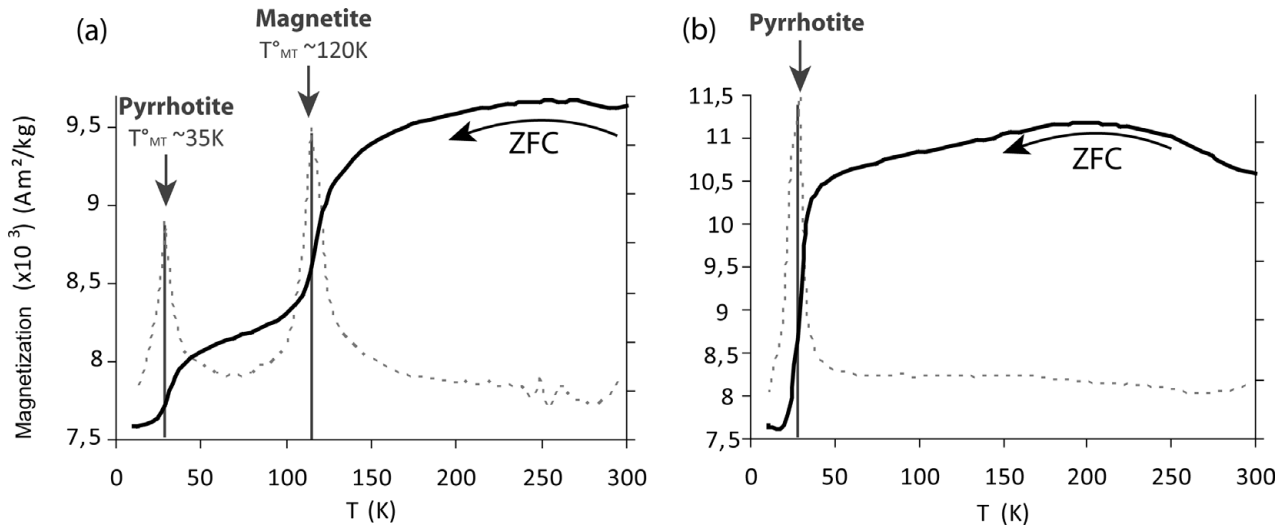 (a)
Magnetite
T°MT ~120K
Pyrrhotite
T°MT ~35K
ZFC
9,5
9
8,5
8
7,5
0 50 100 150 200 250 300
T (K)
Magnetization (x10 3) (Am²/kg)
(b)
Pyrrhotite
ZFC
11,5
11
10,5
10
9,5
9
8,5
8
7,5
0 50 100 150 200 250 300
T (K)